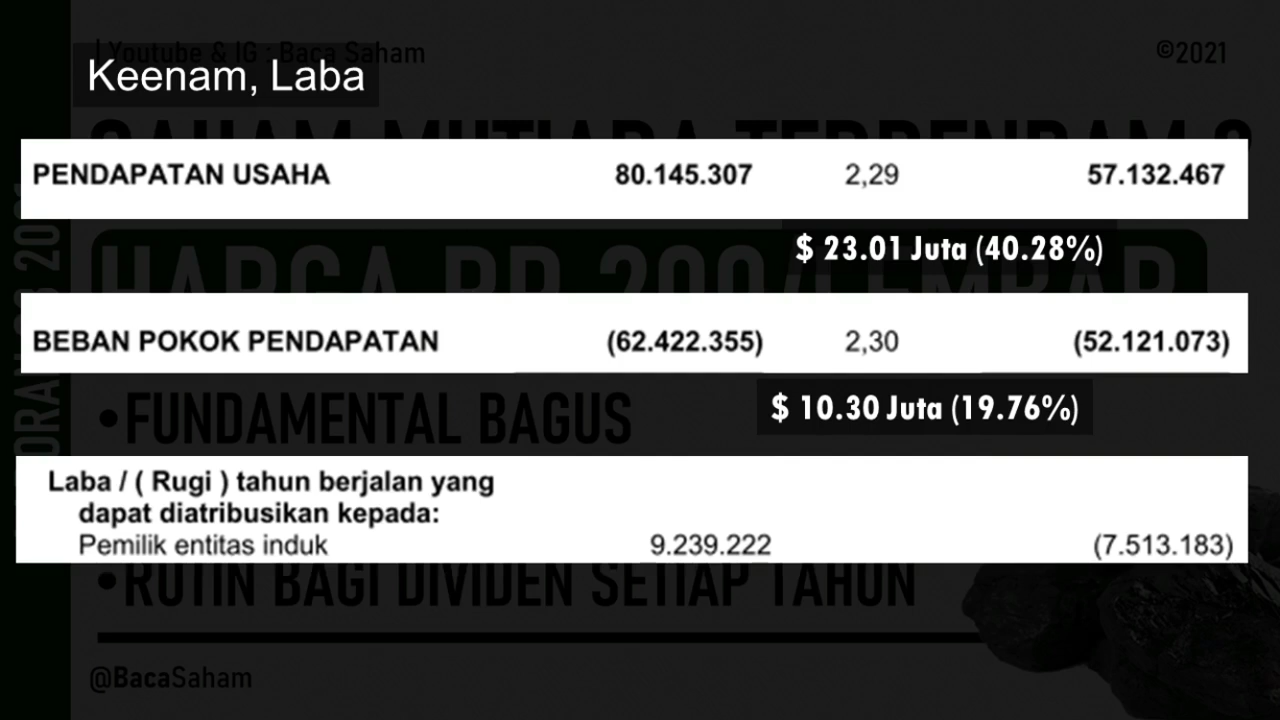 | Youtube & IG : Baca Saham
©2021
Keenam, Laba
PENDAPATAN USAHA 80.145.307 2,29 57.132.467
$ 23.01 Juta (40.28%)
BEBAN POKOK PENDAPATAN (62.422.355) 2,30 (52.121.073)
•FUNDAMENTAL BAGUS
$ 10.30 Juta (19.76%)
Laba / ( Rugi ) tahun berjalan yang
dapat diatribusikan kepada:
Pemilik entitas induk 9.239.222 (7.513.183)
•RUTIN BAGI DIVIDEN SETIAP TAHUN
@BacaSaham